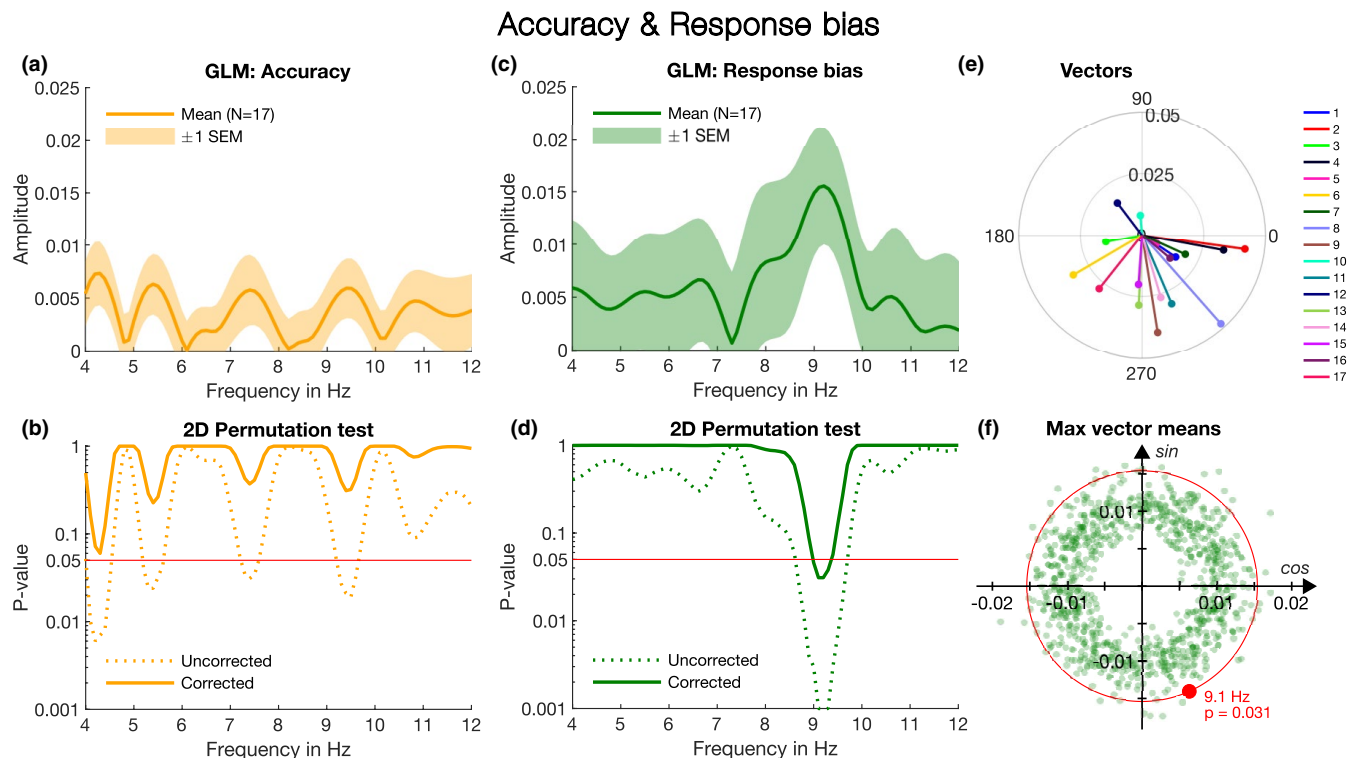 Accuracy & Response bias
(a)
GLM: Accuracy
0.025
0.02
0.015
0.01
0.005
0
Amplitude
Mean (N=17)
±1 SEM
4 5 6 7 8 9 10 11 12
Frequency in Hz
(c)
GLM: Response bias
0.025
0.02
0.015
0.01
0.005
0
Amplitude
Mean (N=17)
±1 SEM
4 5 6 7 8 9 10 11 12
Frequency in Hz
(e)
Vectors
90
0.05
0.025
180
0
270
1
2
3
4
5
6
7
8
9
10
11
12
13
14
15
16
17
(b)
2D Permutation test
1
0.1
0.05
0.01
0.001
P-value
Uncorrected
Corrected
4 5 6 7 8 9 10 11 12
Frequency in Hz
(d)
2D Permutation test
1
0.1
0.05
0.01
0.001
P-value
Uncorrected
Corrected
4 5 6 7 8 9 10 11 12
Frequency in Hz
(f)
Max vector means
sin
0.01
cos
-0.02 -0.01 0.01 0.02
-0.01
9.1 Hz
p = 0.031